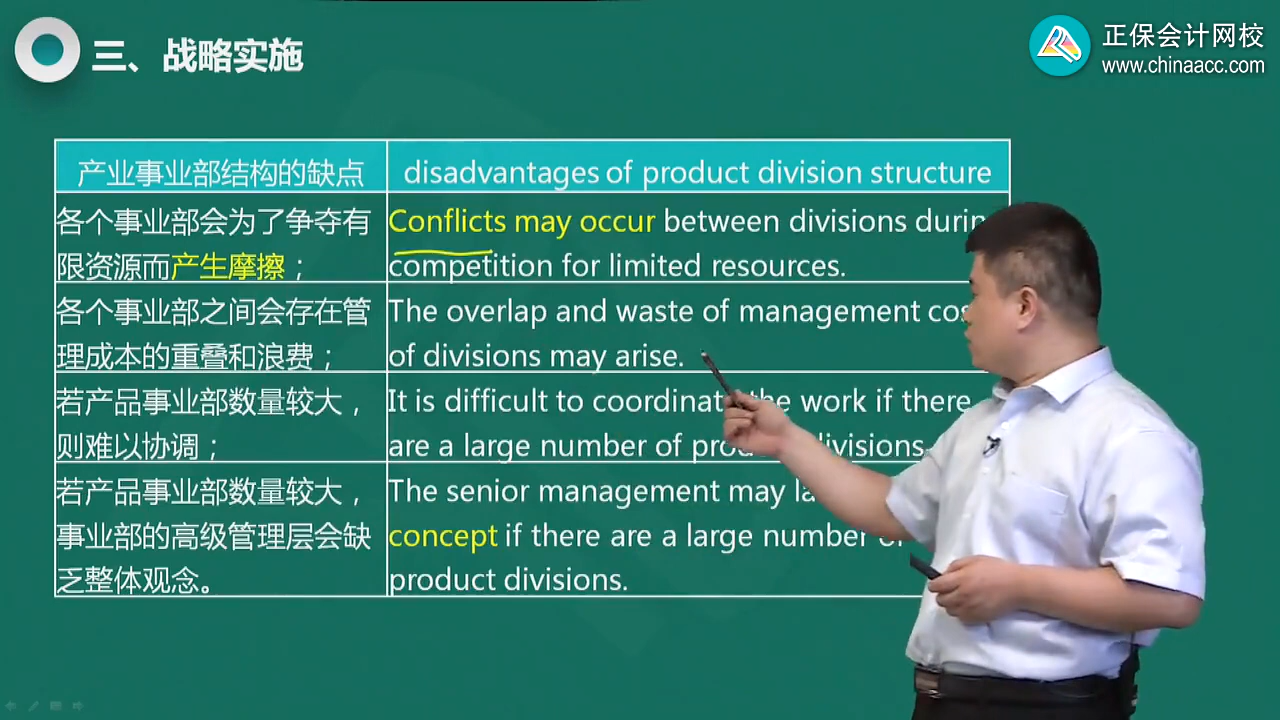 三、战略实施
正保会计网校
www.chinaacc.com
产业事业部结构的缺点
disadvantages of product division structure
各个事业部会为了争夺有
限资源而产生摩擦；
Conflicts may occur between divisions
competition for limited resources.
各个事业部之间会存在管
理成本的重叠和浪费；
The overlap and waste of management
of divisions may arise.
若产品事业部数量较大，
则难以协调；
It is difficult to coordinate the work if there
are a large number of divisions
若产品事业部数量较大，
事业部的高级管理层会缺
乏整体观念。
The senior management may
concept if there are a large number
product divisions.